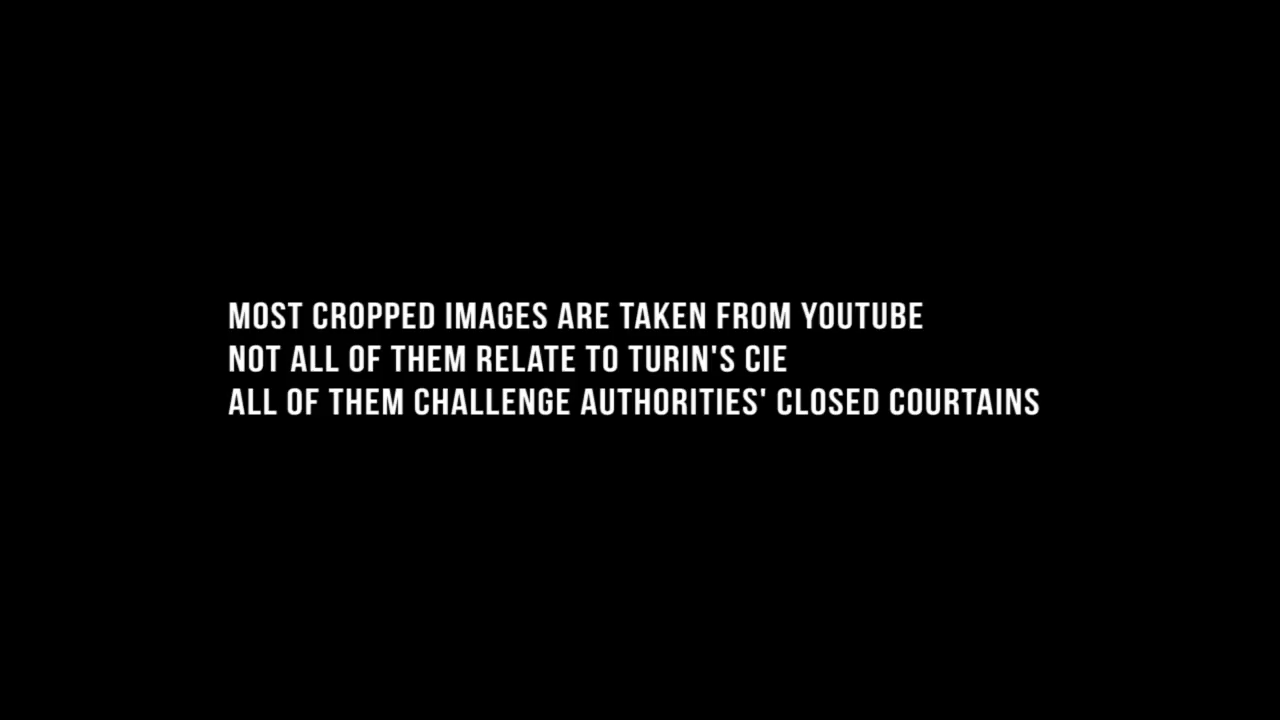 MOST CROPPED IMAGES ARE TAKEN FROM YOUTUBE
NOT ALL OF THEM RELATE TO TURIN'S CIE
ALL OF THEM CHALLENGE AUTHORITIES' CLOSED COURTAINS